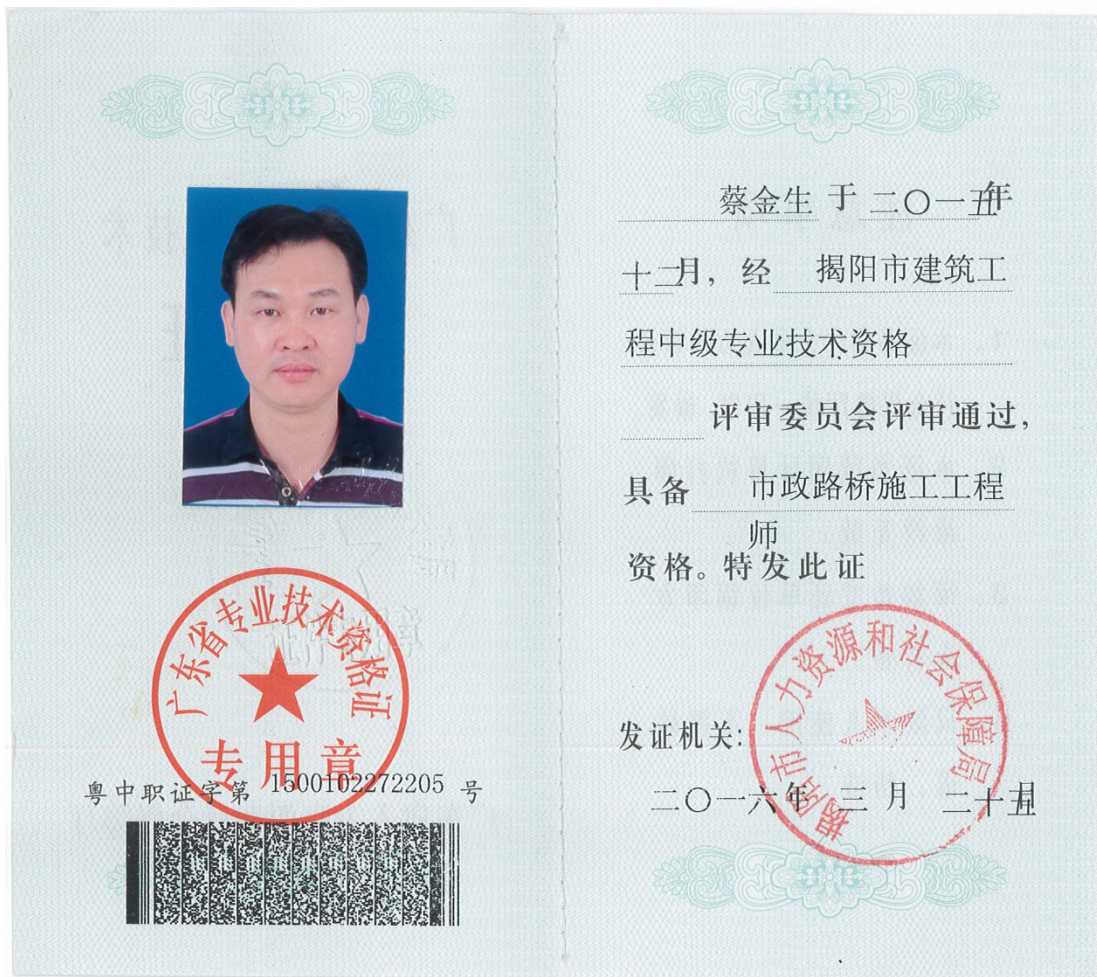 广东省专业技术资格证
专用章
粤中职证字第 1500102272205 号
蔡金生 于 二〇一五年
十二月，经 揭阳市建筑工
程中级专业技术资格
评审委员会评审通过，
具备 市政路桥施工工程
师
资格。特发此证
揭阳市人力资源和社会保障局
发证机关：
二〇一六年 三 月 二十五日